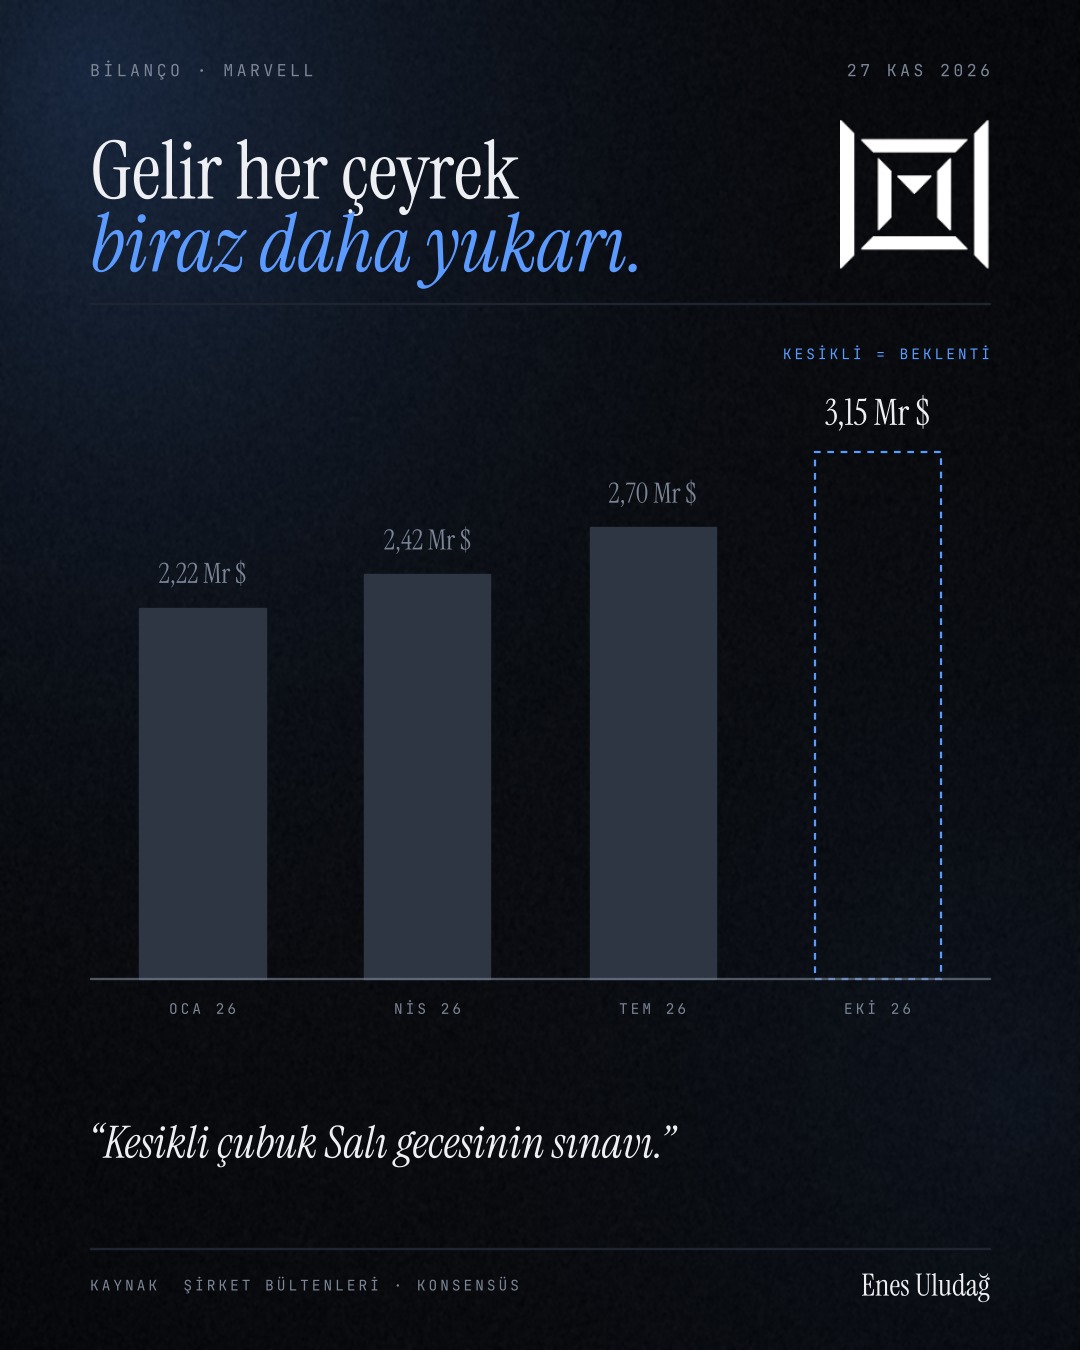 BİLANÇO · MARVELL
27 KAS 2026
Gelir her çeyrek
biraz daha yukarı.
KESİKLİ = BEKLENTİ
3,15 Mr $
2,70 Mr $
2,42 Mr $
2,22 Mr $
OCA 26
NİS 26
TEM 26
EKİ 26
“Kesikli çubuk Salı gecesinin sınavı.”
KAYNAK ŞİRKET BÜLTENLERİ · KONSENSÜS
Enes Uludağ